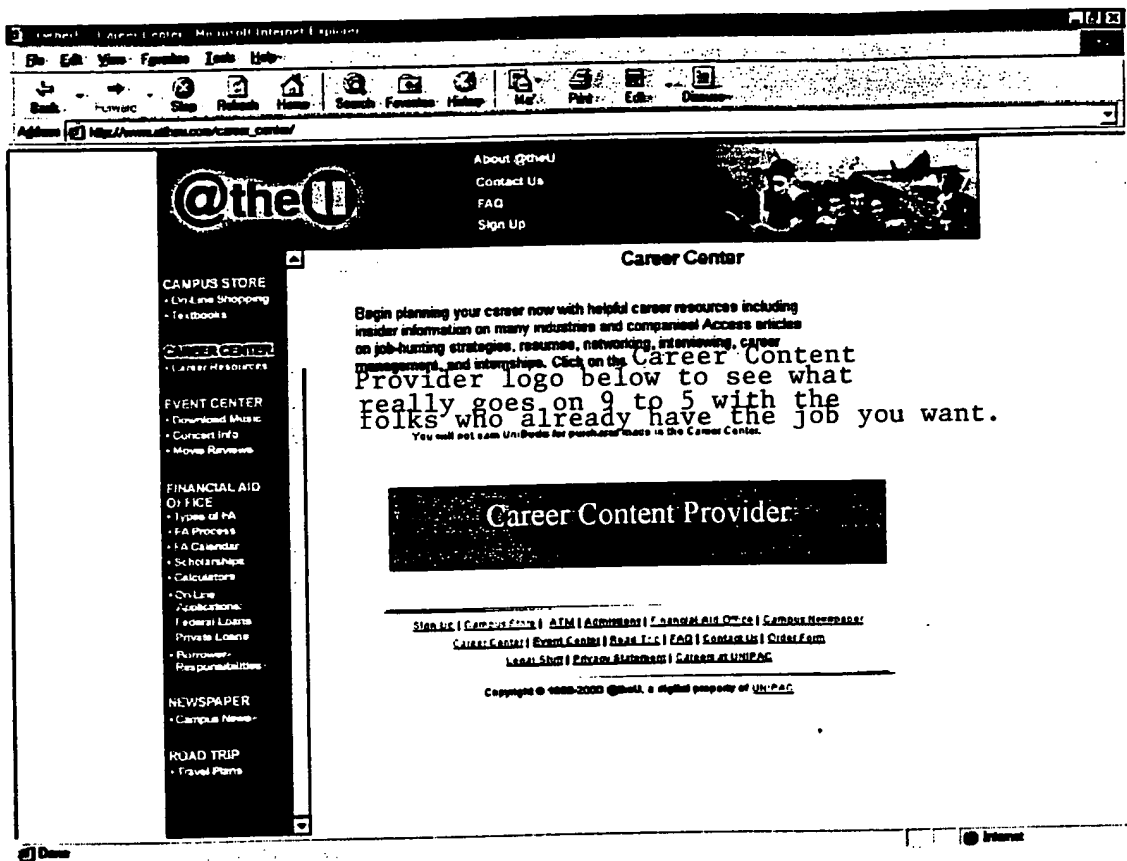 @theU - Career Center - Microsoft Internet Explorer
File Edit View Favorites Tools Help
Back Forward Stop Refresh Home Search Favorites History Mail Print Edit Discuss
Address http://www.attheu.com/career_center/
@theU
About @theU
Contact Us
FAQ
Sign Up
CAMPUS STORE
• On-Line Shopping
• Textbooks
CAREER CENTER
• Career Resources
EVENT CENTER
• Download Music
• Concert Info
• Movie Reviews
FINANCIAL AID
OFFICE
• Types of FA
• FA Process
• FA Calendar
• Scholarships
• Calculators
• On-Line
Applications:
Federal Loans
Private Loans
• Borrower
Responsibilities
NEWSPAPER
• Campus News
ROAD TRIP
• Travel Plans
Career Center
Begin planning your career now with helpful career resources including
insider information on many industries and companies! Access articles
on job-hunting strategies, resumes, networking, interviewing, career
management, and internships. Click on the Career Content
Provider logo below to see what
really goes on 9 to 5 with the
folks who already have the job you want.
You will not earn UniBucks for purchases made in the Career Center.
Career Content Provider
Sign Up | Campus Store | ATM | Admissions | Financial Aid Office | Campus Newspaper
Career Center | Event Center | Road Trip | FAQ | Contact Us | Order Form
Legal Stuff | Privacy Statement | Careers at UNIPAC
Copyright © 1998-2000 @theU, a digital property of UNIPAC
Done
Internet